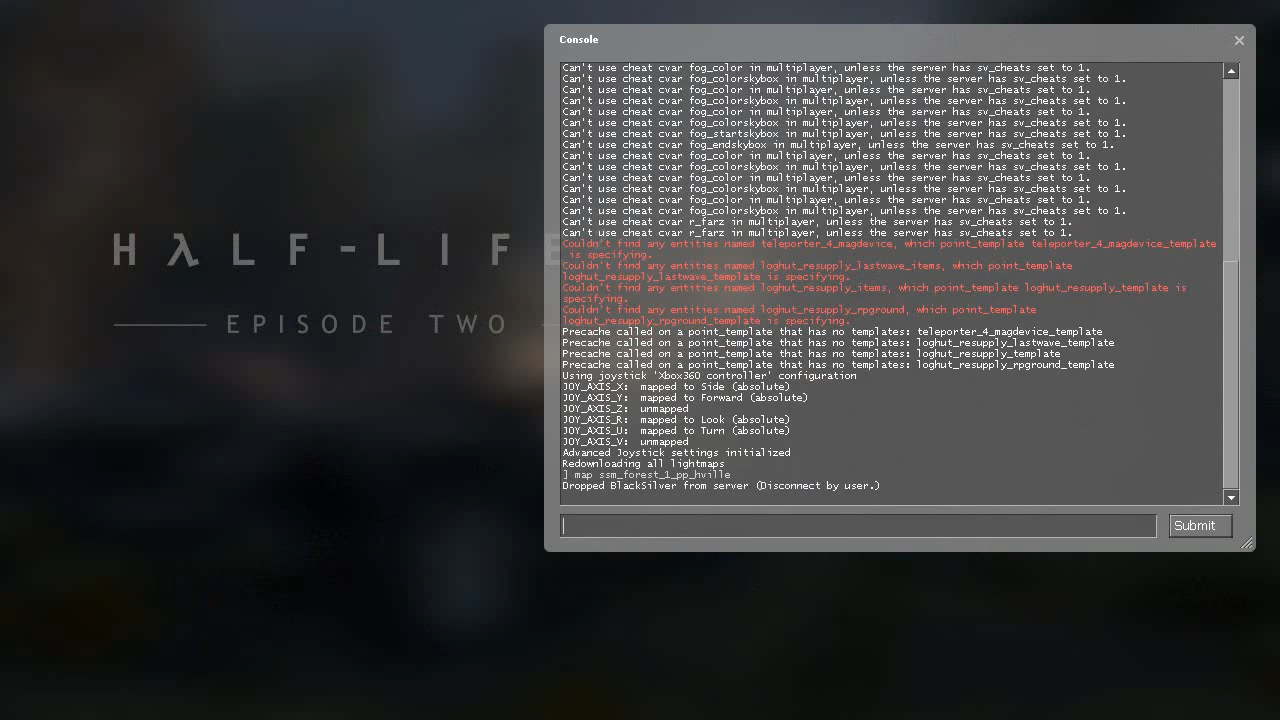 Console
Can't use cheat cvar fog_color in multiplayer, unless the server has sv_cheats set to 1.
Can't use cheat cvar fog_colorskybox in multiplayer, unless the server has sv_cheats set to 1.
Can't use cheat cvar fog_color in multiplayer, unless the server has sv_cheats set to 1.
Can't use cheat cvar fog_colorskybox in multiplayer, unless the server has sv_cheats set to 1.
Can't use cheat cvar fog_color in multiplayer, unless the server has sv_cheats set to 1.
Can't use cheat cvar fog_colorskybox in multiplayer, unless the server has sv_cheats set to 1.
Can't use cheat cvar fog_startskybox in multiplayer, unless the server has sv_cheats set to 1.
Can't use cheat cvar fog_endskybox in multiplayer, unless the server has sv_cheats set to 1.
Can't use cheat cvar fog_color in multiplayer, unless the server has sv_cheats set to 1.
Can't use cheat cvar fog_colorskybox in multiplayer, unless the server has sv_cheats set to 1.
Can't use cheat cvar fog_color in multiplayer, unless the server has sv_cheats set to 1.
Can't use cheat cvar fog_colorskybox in multiplayer, unless the server has sv_cheats set to 1.
Can't use cheat cvar fog_color in multiplayer, unless the server has sv_cheats set to 1.
Can't use cheat cvar fog_colorskybox in multiplayer, unless the server has sv_cheats set to 1.
Can't use cheat cvar r_farz in multiplayer, unless the server has sv_cheats set to 1.
Can't use cheat cvar r_farz in multiplayer, unless the server has sv_cheats set to 1.
Couldn't find any entities named teleporter_4_magdevice, which point_template teleporter_4_magdevice_template
is specifying.
Couldn't find any entities named loghut_resupply_lastwave_items, which point_template
loghut_resupply_lastwave_template is specifying.
Couldn't find any entities named loghut_resupply_items, which point_template loghut_resupply_template is
specifying.
Couldn't find any entities named loghut_resupply_rpground, which point_template
loghut_resupply_rpground_template is specifying.
Precache called on a point_template that has no templates: teleporter_4_magdevice_template
Precache called on a point_template that has no templates: loghut_resupply_lastwave_template
Precache called on a point_template that has no templates: loghut_resupply_template
Precache called on a point_template that has no templates: loghut_resupply_rpground_template
Using joystick 'Xbox360 controller' configuration
JOY_AXIS_X:  mapped to Side (absolute)
JOY_AXIS_Y:  mapped to Forward (absolute)
JOY_AXIS_Z:  unmapped
JOY_AXIS_R:  mapped to Look (absolute)
JOY_AXIS_U:  mapped to Turn (absolute)
JOY_AXIS_V:  unmapped
Advanced Joystick settings initialized
Redownloading all lightmaps
] map ssm_forest_1_pp_hville
Dropped BlackSilver from server (Disconnect by user.)
Submit
HλLF-LIFE
EPISODE TWO